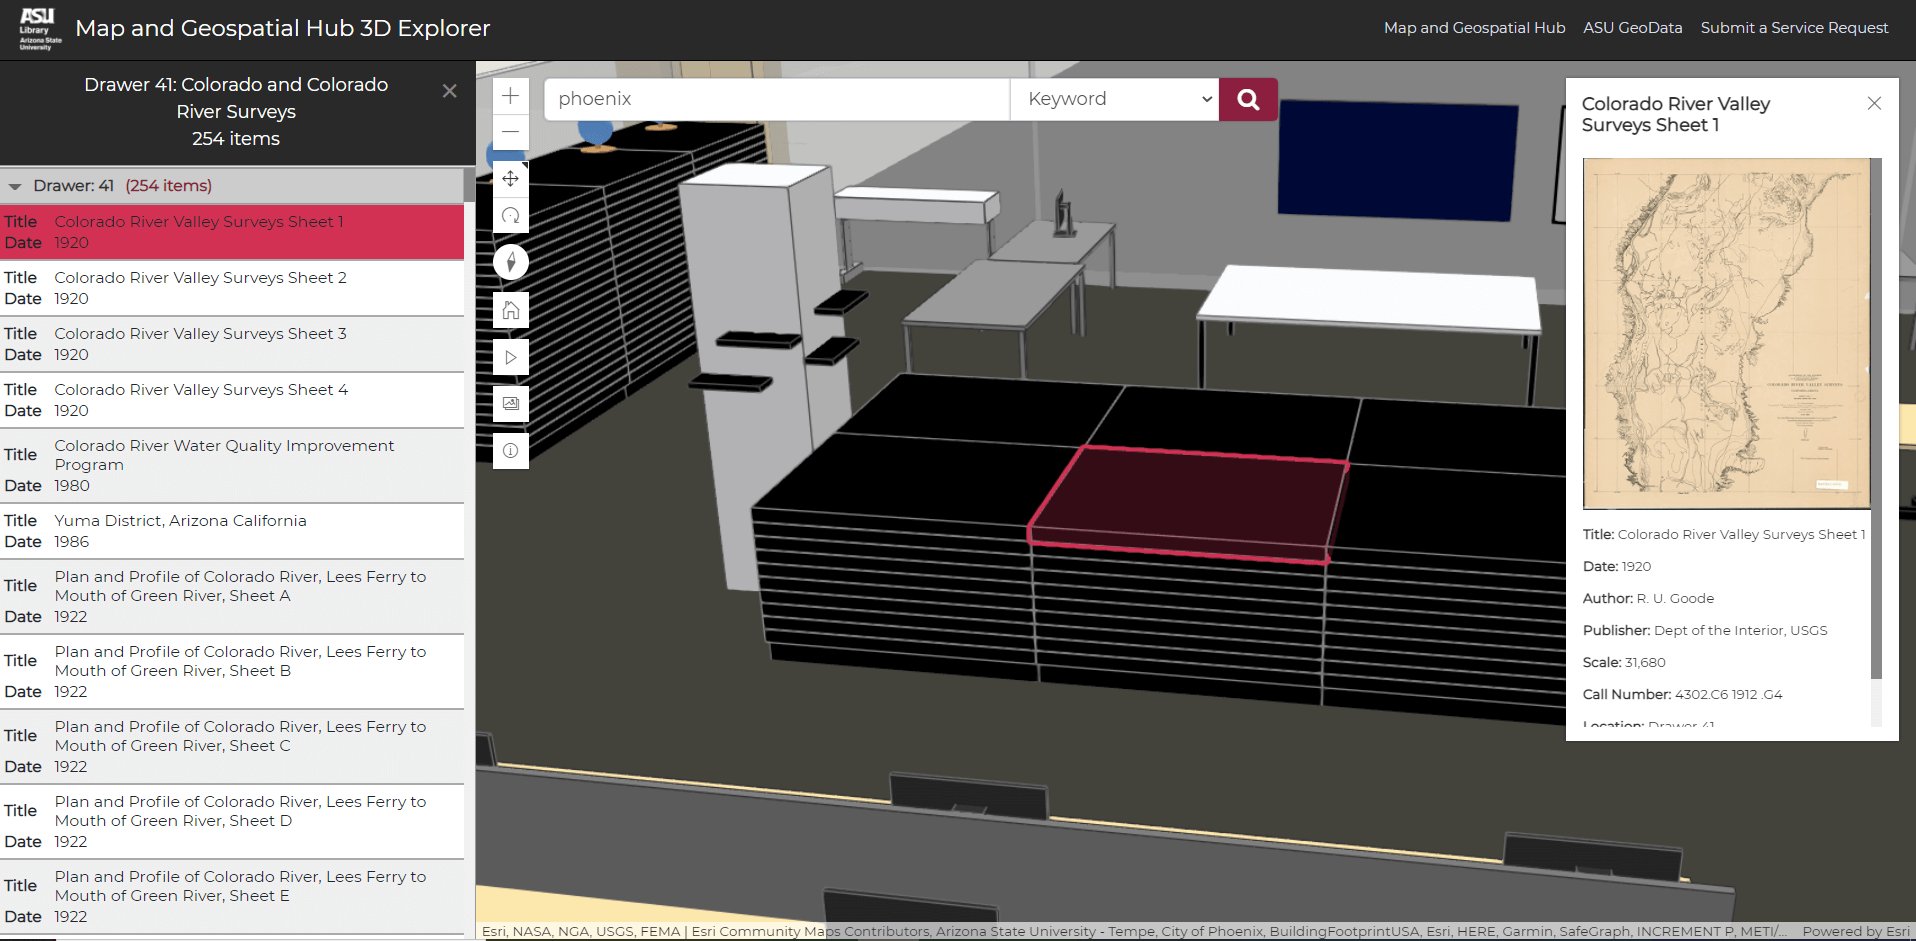 ASU
Library
Arizona State
University
Map and Geospatial Hub 3D Explorer
Map and Geospatial Hub
ASU GeoData
Submit a Service Request
Drawer 41: Colorado and Colorado
River Surveys
254 items
Drawer: 41 (254 items)
Title Colorado River Valley Surveys Sheet 1
Date 1920
Title Colorado River Valley Surveys Sheet 2
Date 1920
Title Colorado River Valley Surveys Sheet 3
Date 1920
Title Colorado River Valley Surveys Sheet 4
Date 1920
Title Colorado River Water Quality Improvement
Program
Date 1980
Title Yuma District, Arizona California
Date 1986
Title Plan and Profile of Colorado River, Lees Ferry to
Mouth of Green River, Sheet A
Date 1922
Title Plan and Profile of Colorado River, Lees Ferry to
Mouth of Green River, Sheet B
Date 1922
Title Plan and Profile of Colorado River, Lees Ferry to
Mouth of Green River, Sheet C
Date 1922
Title Plan and Profile of Colorado River, Lees Ferry to
Mouth of Green River, Sheet D
Date 1922
Title Plan and Profile of Colorado River, Lees Ferry to
Mouth of Green River, Sheet E
Date 1922
phoenix
Keyword
Colorado River Valley
Surveys Sheet 1
COLORADO RIVER VALLEY SURVEYS
Title: Colorado River Valley Surveys Sheet 1
Date: 1920
Author: R. U. Goode
Publisher: Dept of the Interior, USGS
Scale: 31,680
Call Number: 4302.C6 1912 .G4
Location: Drawer 41
Esri, NASA, NGA, USGS, FEMA | Esri Community Maps Contributors, Arizona State University - Tempe, City of Phoenix, BuildingFootprintUSA, Esri, HERE, Garmin, SafeGraph, INCREMENT P, METI/...
Powered by Esri